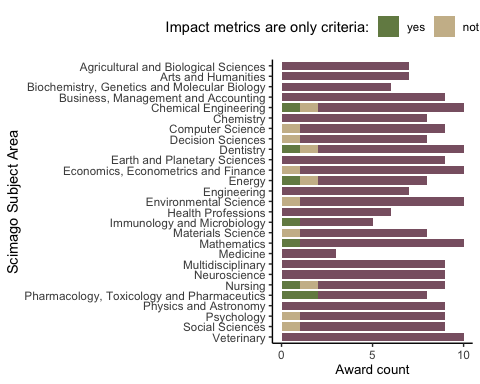 Impact metrics are only criteria: yes not
Agricultural and Biological Sciences
Arts and Humanities
Biochemistry, Genetics and Molecular Biology
Business, Management and Accounting
Chemical Engineering
Chemistry
Computer Science
Decision Sciences
Dentistry
Earth and Planetary Sciences
Economics, Econometrics and Finance
Energy
Engineering
Environmental Science
Health Professions
Immunology and Microbiology
Materials Science
Mathematics
Medicine
Multidisciplinary
Neuroscience
Nursing
Pharmacology, Toxicology and Pharmaceutics
Physics and Astronomy
Psychology
Social Sciences
Veterinary
Scimago Subject Area
0 5 10
Award count